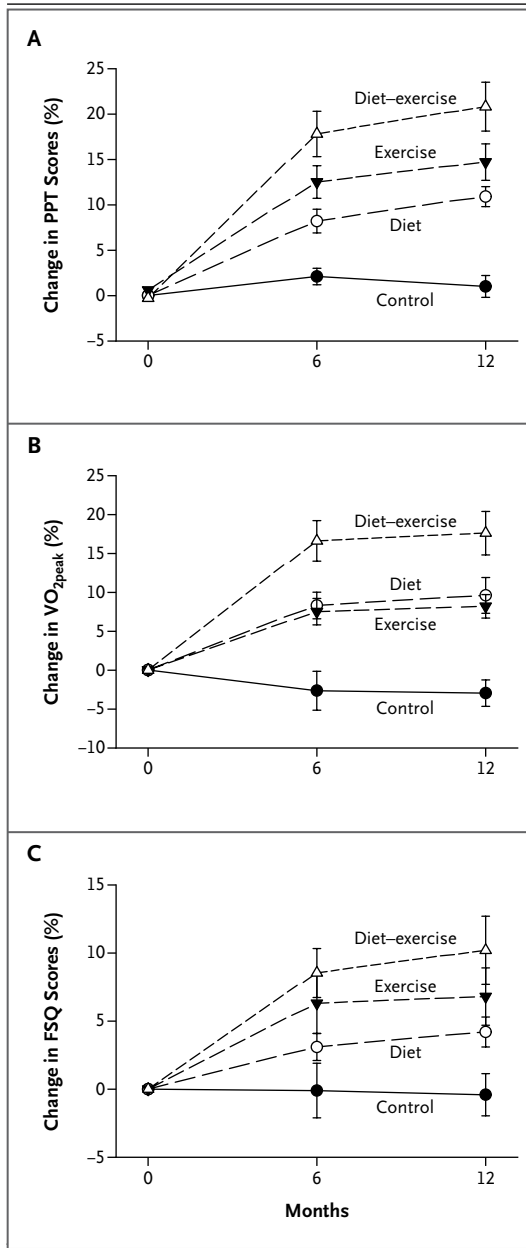 A
Change in PPT Scores (%)
25
20
15
10
5
0
–5
Diet–exercise
Exercise
Diet
Control
0
6
12
B
Change in VO2peak (%)
25
20
15
10
5
0
–5
–10
Diet–exercise
Diet
Exercise
Control
0
6
12
C
Change in FSQ Scores (%)
15
10
5
0
–5
Diet–exercise
Exercise
Diet
Control
0
6
12
Months